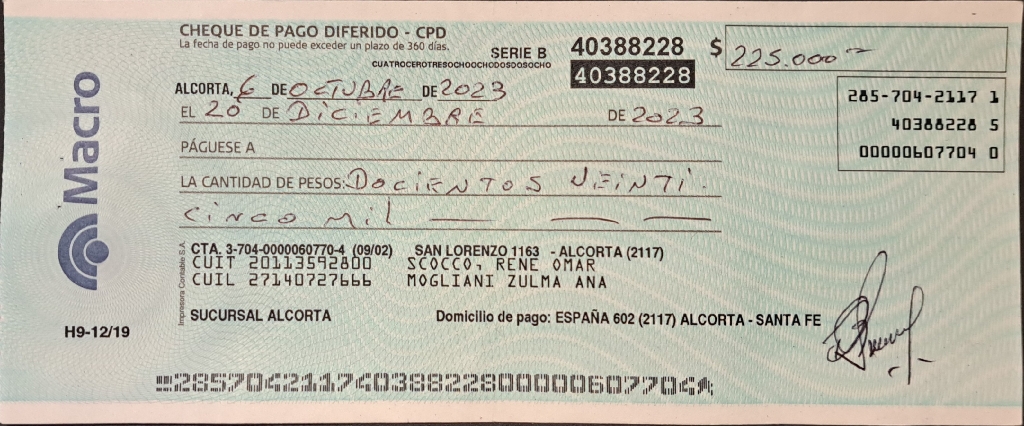 CHEQUE DE PAGO DIFERIDO - CPD
La fecha de pago no puede exceder un plazo de 360 días.
SERIE B 40388228 $ 225.000
CUATROCEROTRESOCHOOCHODOSDOSOCHO
40388228
ALCORTA, 6 DE OCTUBRE DE 2023
285-704-2117 1
EL 20 DE DICIEMBRE DE 2023
40388228 5
PÁGUESE A
00000607704 0
LA CANTIDAD DE PESOS: DOCIENTOS VEINTI.
CINCO MIL
Macro
CTA. 3-704-0000060770-4 (09/02) SAN LORENZO 1163 - ALCORTA (2117)
CUIT 20113592800 SCOCCO, RENE OMAR
CUIL 27140727666 MOGLIANI ZULMA ANA
Impresora Contable S.A.
SUCURSAL ALCORTA Domicilio de pago: ESPAÑA 602 (2117) ALCORTA - SANTA FE
H9-12/19
28570421174038822800000607704